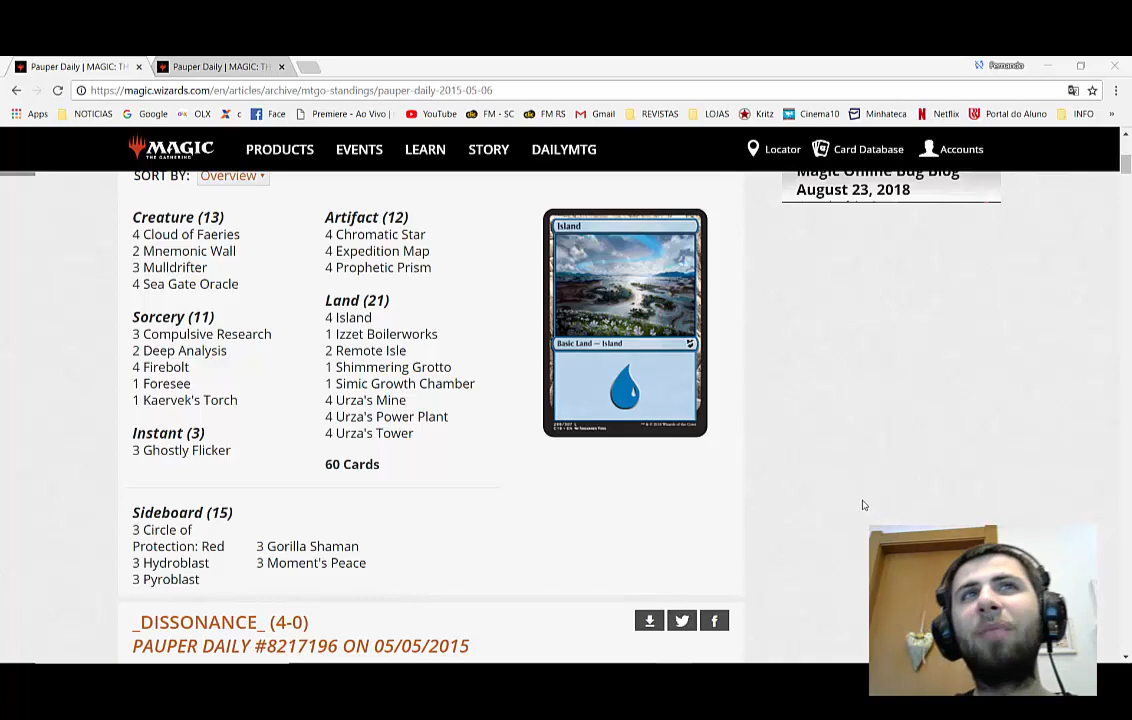 Pauper Daily | MAGIC: TH
Pauper Daily | MAGIC: TH
Fernando
https://magic.wizards.com/en/articles/archive/mtgo-standings/pauper-daily-2015-05-06
Apps NOTICIAS Google OLX c Face Premiere - Ao Vivo | YouTube FM - SC FM RS Gmail REVISTAS LOJAS Kritz Cinema10 Minhateca Netflix Portal do Aluno INFO »
MAGIC THE GATHERING PRODUCTS EVENTS LEARN STORY DAILYMTG Locator Card Database Accounts
SORT BY: Overview
Magic Online Bug Blog
August 23, 2018
Creature (13)
4 Cloud of Faeries
2 Mnemonic Wall
3 Mulldrifter
4 Sea Gate Oracle
Sorcery (11)
3 Compulsive Research
2 Deep Analysis
4 Firebolt
1 Foresee
1 Kaervek's Torch
Instant (3)
3 Ghostly Flicker
Artifact (12)
4 Chromatic Star
4 Expedition Map
4 Prophetic Prism
Land (21)
4 Island
1 Izzet Boilerworks
2 Remote Isle
1 Shimmering Grotto
1 Simic Growth Chamber
4 Urza's Mine
4 Urza's Power Plant
4 Urza's Tower
60 Cards
Island
Basic Land — Island
Sideboard (15)
3 Circle of
Protection: Red
3 Hydroblast
3 Pyroblast
3 Gorilla Shaman
3 Moment's Peace
_DISSONANCE_ (4-0)
PAUPER DAILY #8217196 ON 05/05/2015